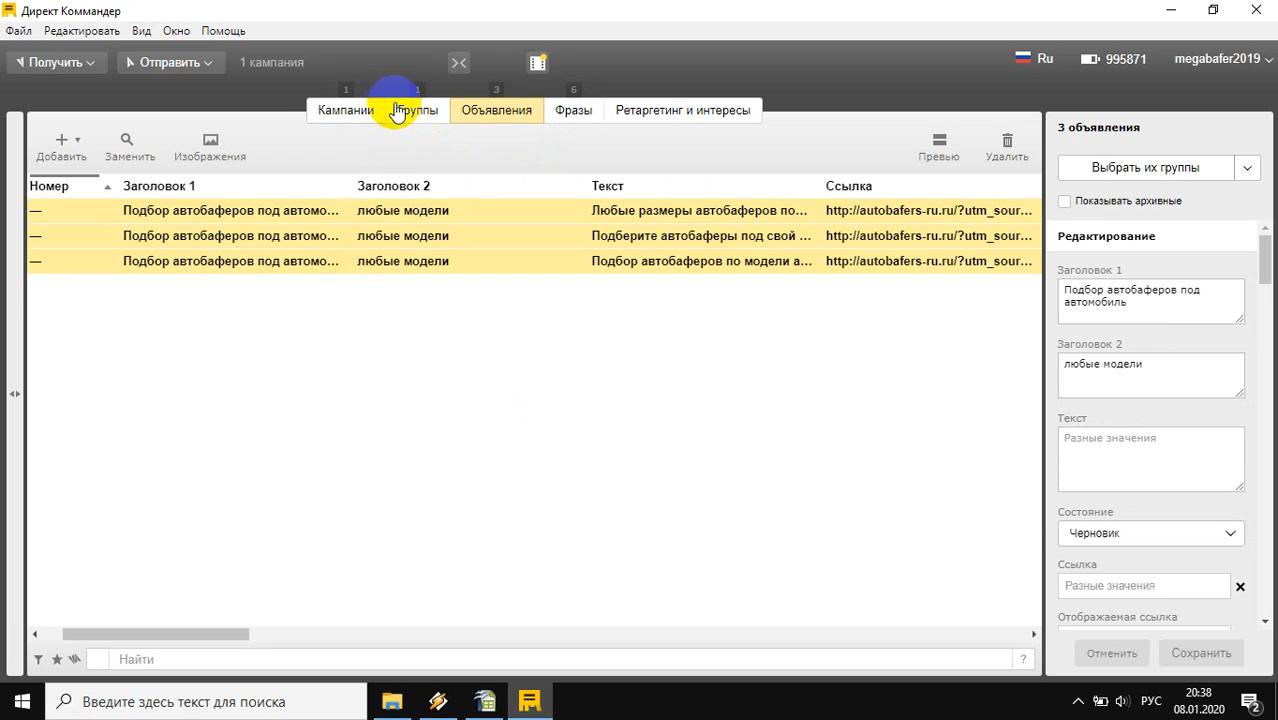 Директ Коммандер
Файл Редактировать Вид Окно Помощь
Получить Отправить 1 кампания Ru 995871 megabafer2019
1 1 3 6
Кампании Группы Объявления Фразы Ретаргетинг и интересы
Добавить Заменить Изображения Превью Удалить
Номер Заголовок 1 Заголовок 2 Текст Ссылка
— Подбор автобаферов под автомо... любые модели Любые размеры автобаферов по... http://autobafers-ru.ru/?utm_sour...
— Подбор автобаферов под автомо... любые модели Подберите автобаферы под свой ... http://autobafers-ru.ru/?utm_sour...
— Подбор автобаферов под автомо... любые модели Подбор автобаферов по модели а... http://autobafers-ru.ru/?utm_sour...
Найти ?
3 объявления
Выбрать их группы
Показывать архивные
Редактирование
Заголовок 1
Подбор автобаферов под
автомобиль
Заголовок 2
любые модели
Текст
Разные значения
Состояние
Черновик
Ссылка
Разные значения
Отображаемая ссылка
Отменить Сохранить
Введите здесь текст для поиска
РУС
20:38
08.01.2020
2